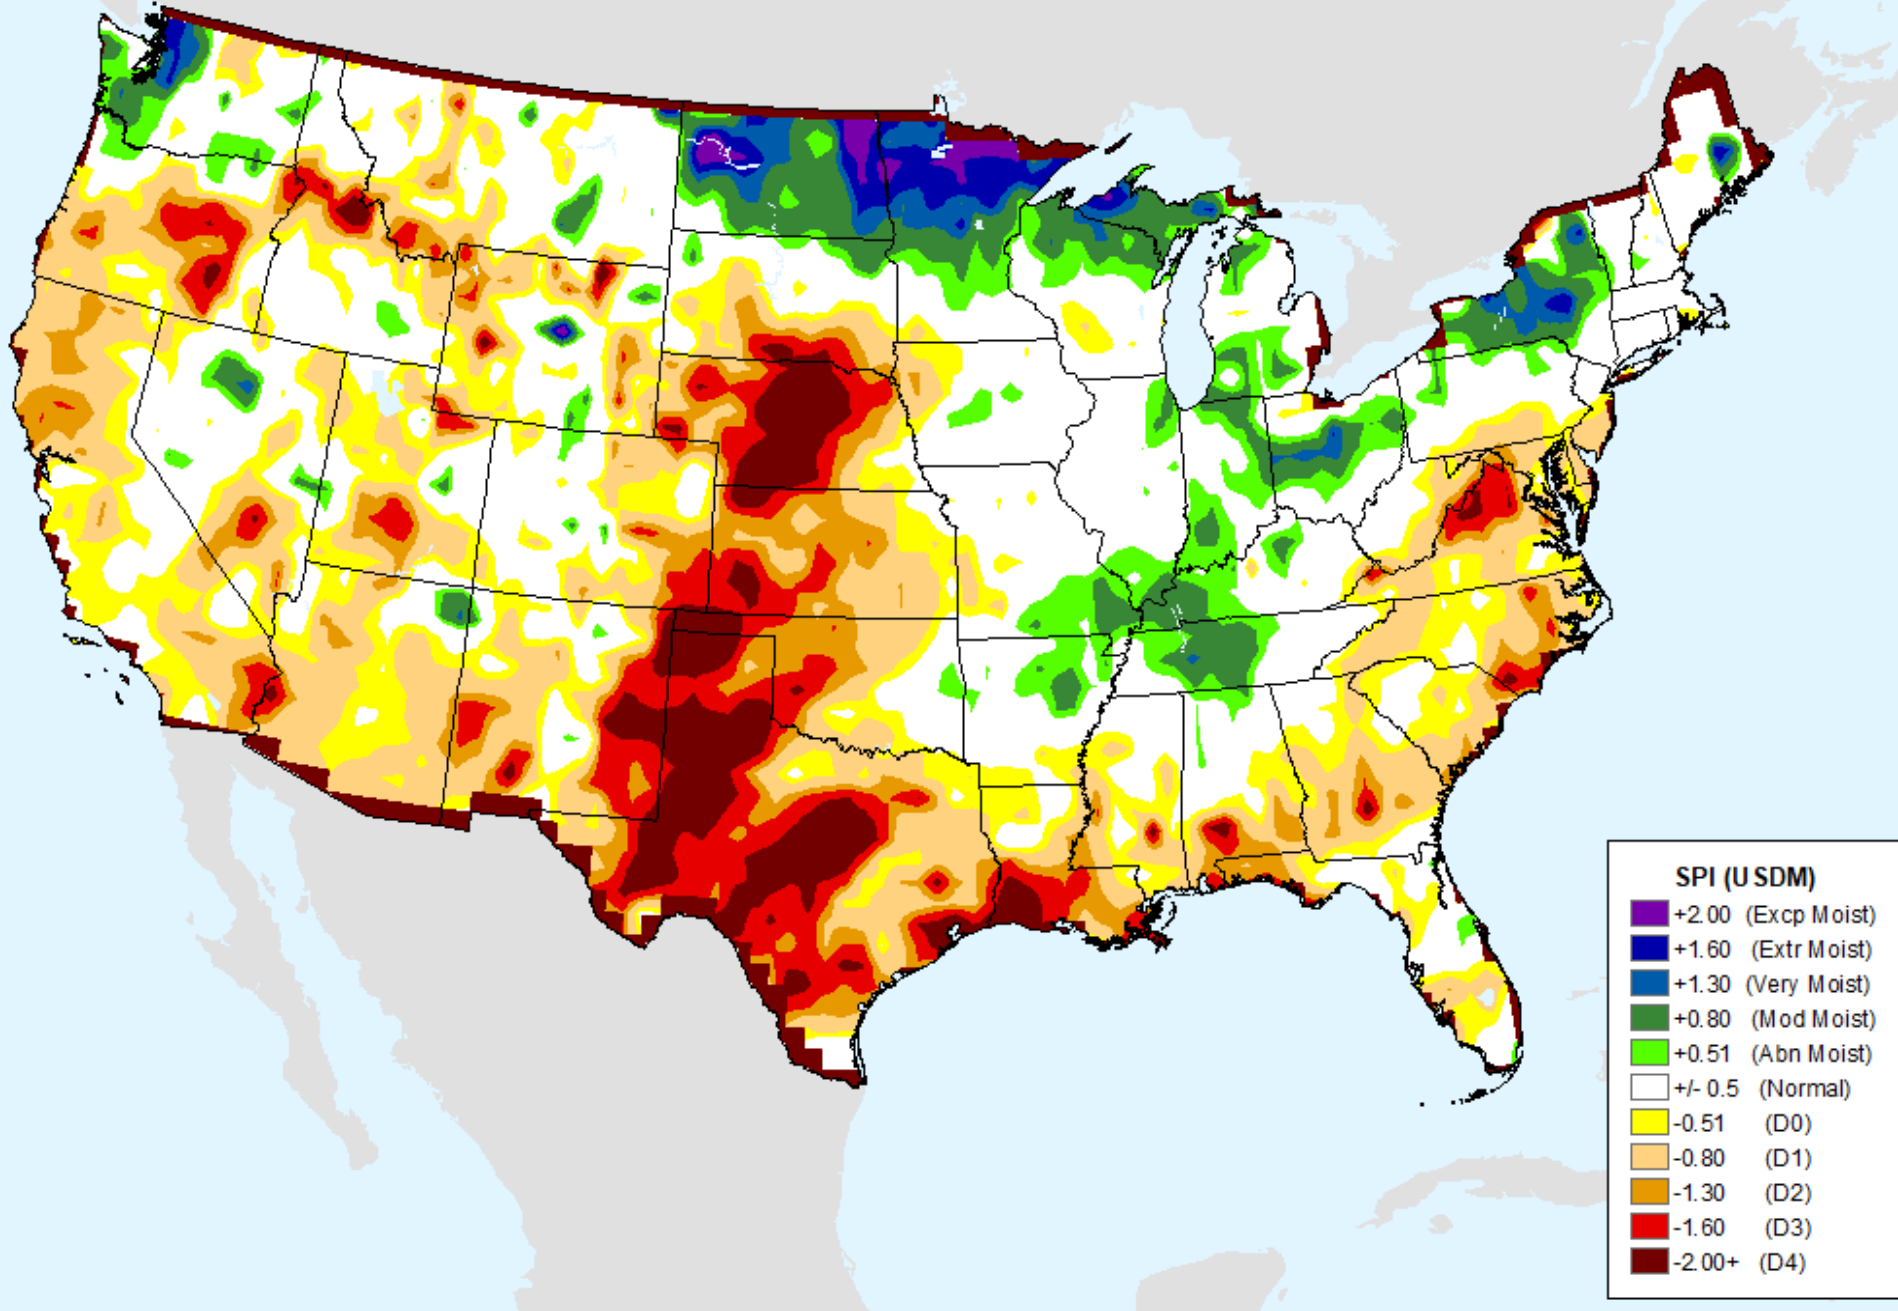 SPI (USDM)
+2.00 (Excp Moist)
+1.60 (Extr Moist)
+1.30 (Very Moist)
+0.80 (Mod Moist)
+0.51 (Abn Moist)
+/- 0.5 (Normal)
-0.51 (D0)
-0.80 (D1)
-1.30 (D2)
-1.60 (D3)
-2.00+ (D4)